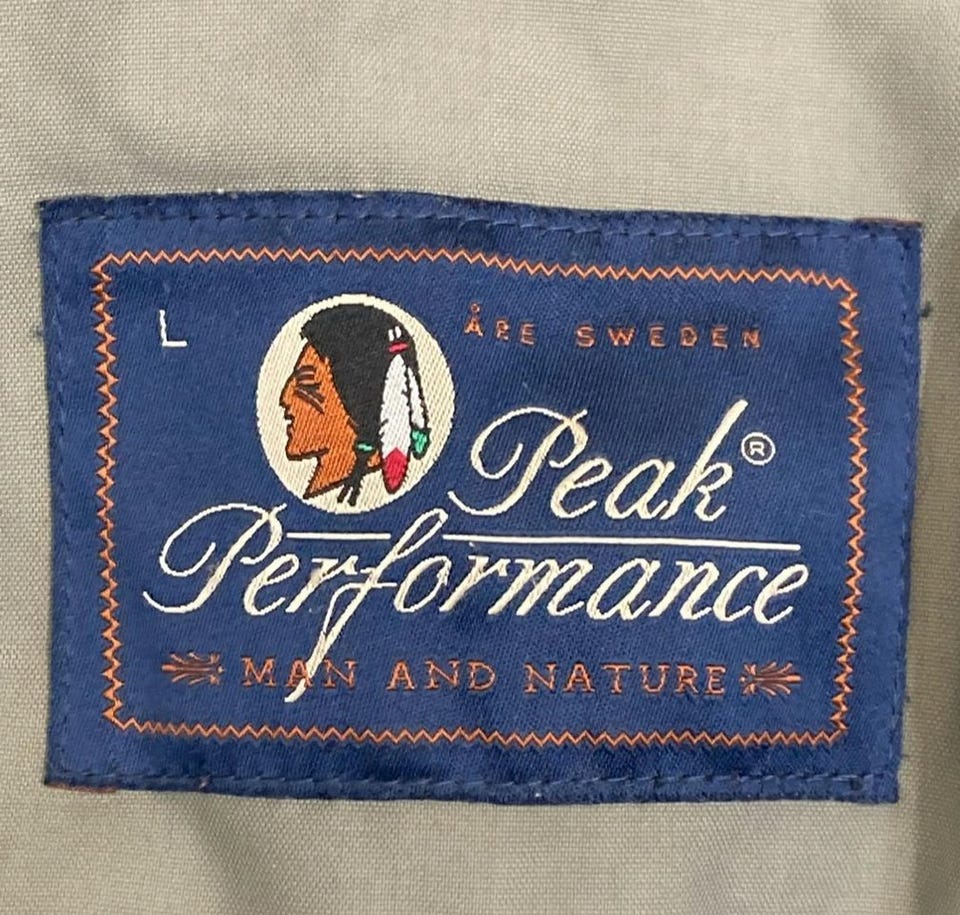 L
ÅRE SWEDEN
Peak®
Performance
MAN AND NATURE